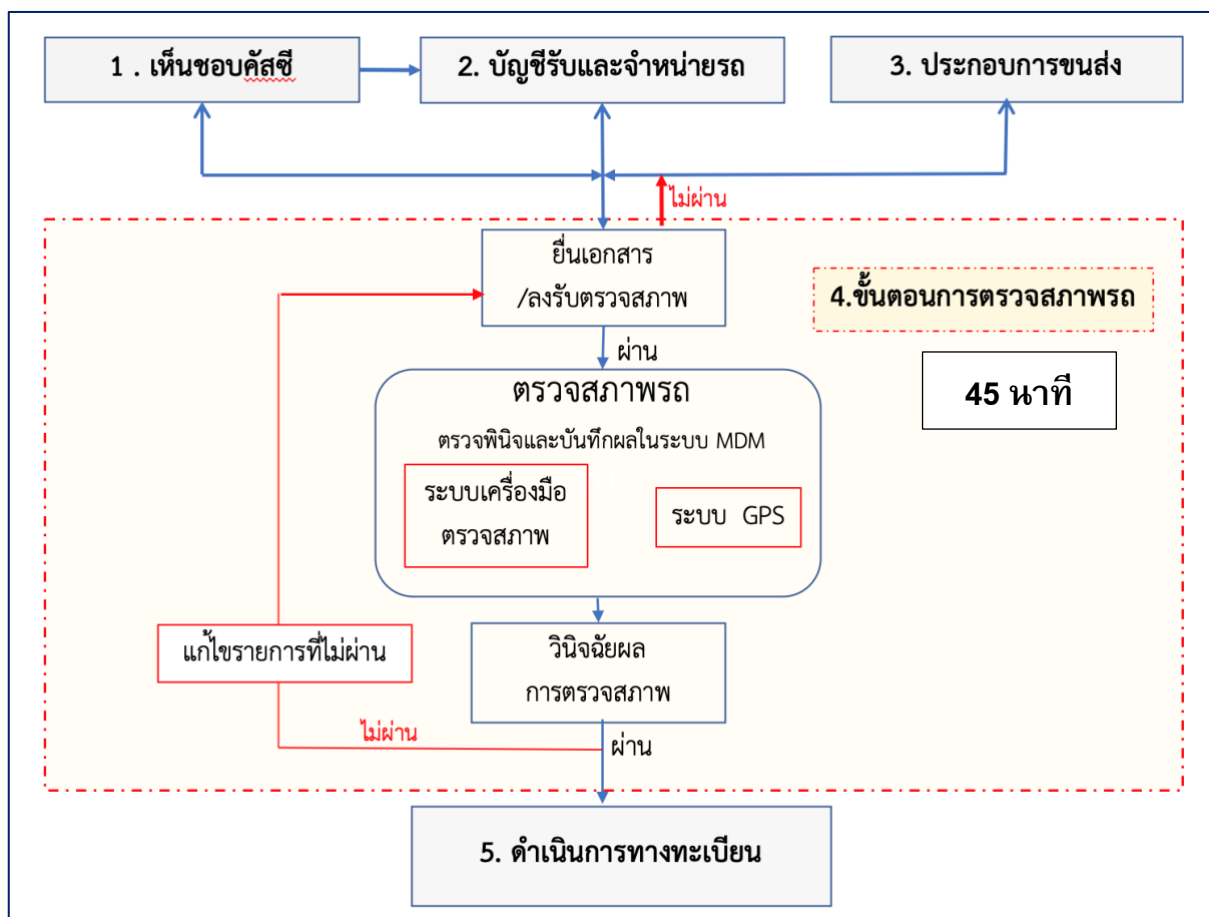 1 . เห็นชอบคัสซี
2. บัญชีรับและจำหน่ายรถ
3. ประกอบการขนส่ง
ไม่ผ่าน
ยื่นเอกสาร
/ลงรับตรวจสภาพ
4.ขั้นตอนการตรวจสภาพรถ
ผ่าน
45 นาที
ตรวจสภาพรถ
ตรวจพินิจและบันทึกผลในระบบ MDM
ระบบเครื่องมือ
ตรวจสภาพ
ระบบ GPS
แก้ไขรายการที่ไม่ผ่าน
วินิจฉัยผล
การตรวจสภาพ
ไม่ผ่าน
ผ่าน
5. ดำเนินการทางทะเบียน